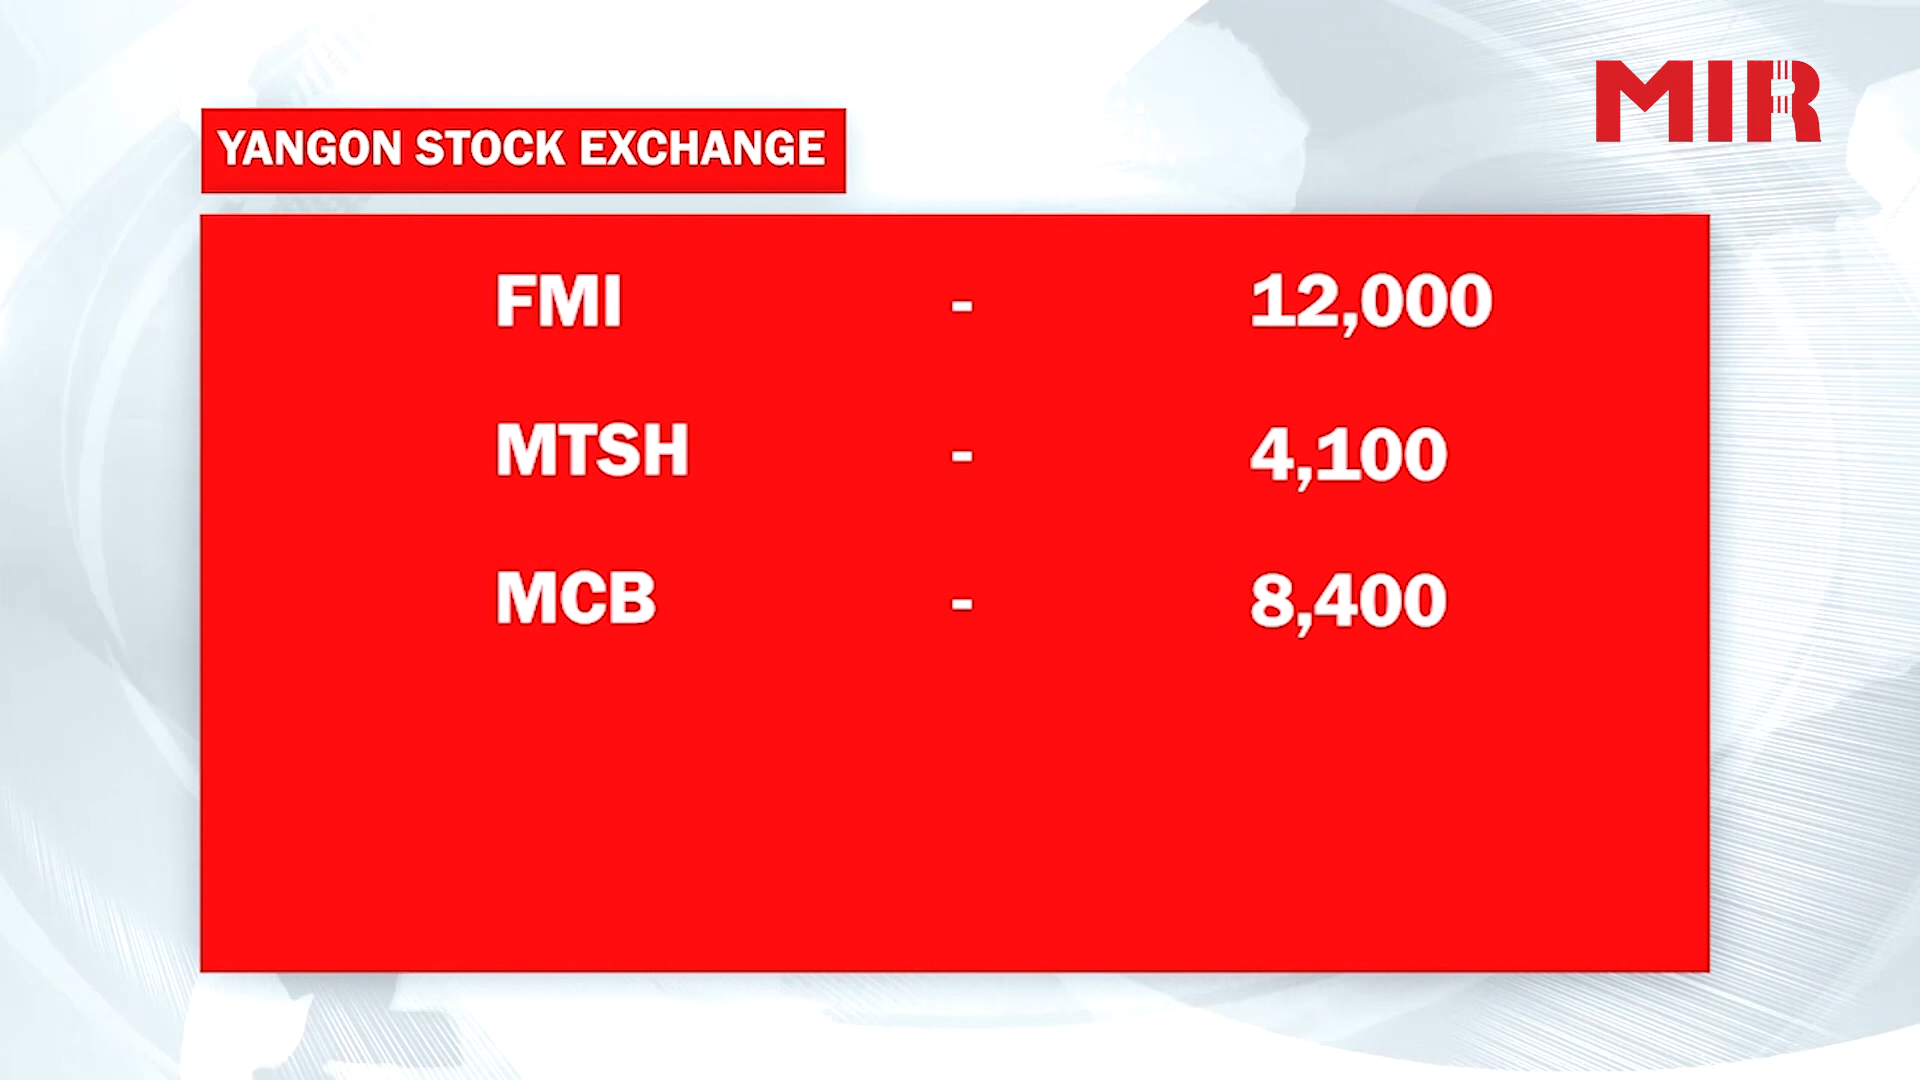 MIR
YANGON STOCK EXCHANGE
FMI - 12,000
MTSH - 4,100
MCB - 8,400